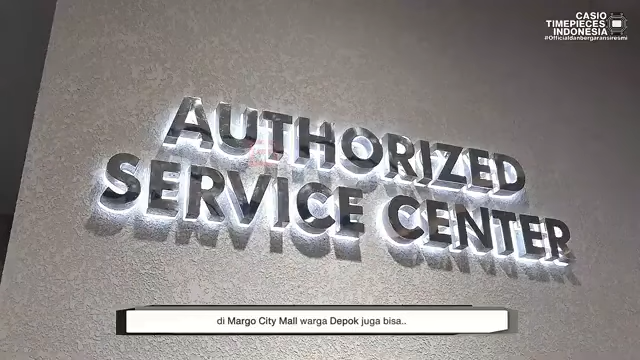 CASIO
TIMEPIECES
INDONESIA
#Officialdanbergaransiresmi
AUTHORIZED
SERVICE CENTER
di Margo City Mall warga Depok juga bisa..